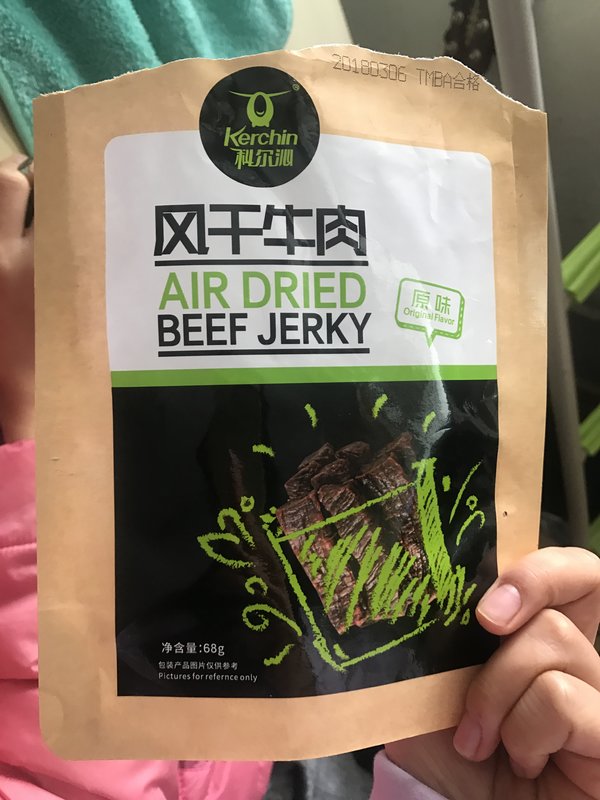 20180306 TMBA合格
Kerchin
科尔沁
风干牛肉
AIR DRIED
BEEF JERKY
原味
Original Flavor
净含量:68g
包装产品图片仅供参考
Pictures for refernce only